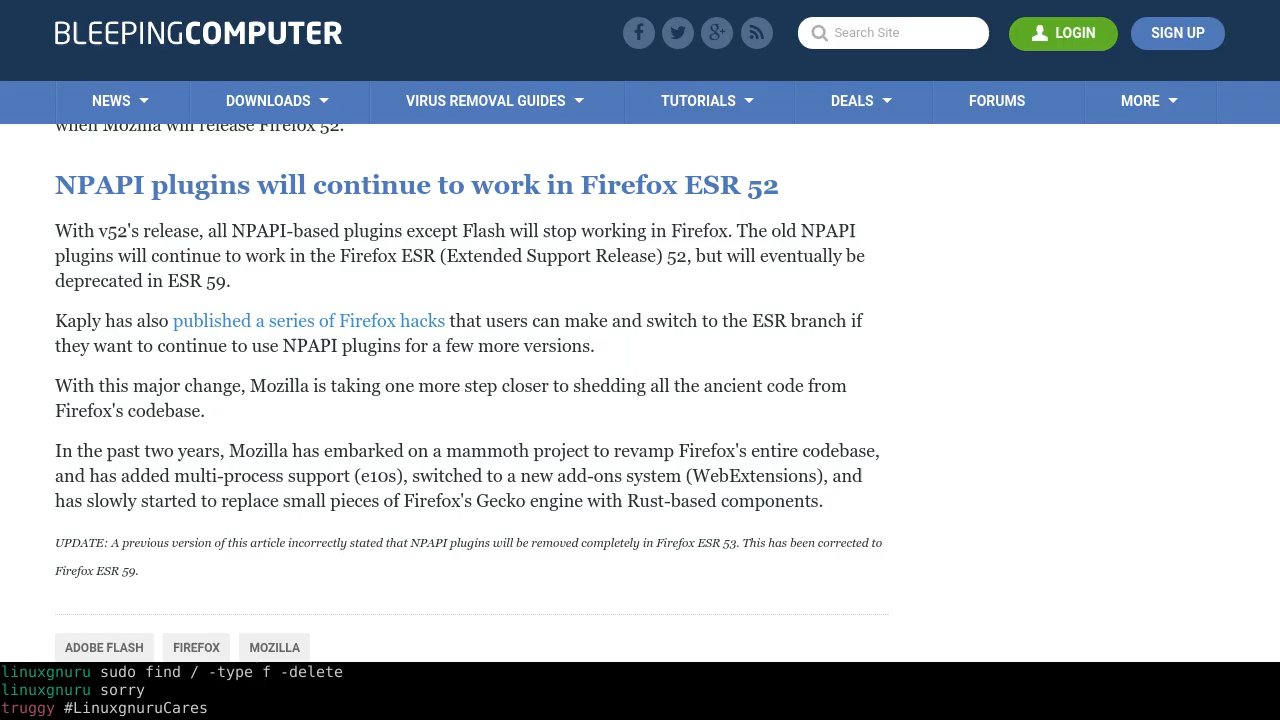 BLEEPINGCOMPUTER
Search Site
LOGIN
SIGN UP
NEWS
DOWNLOADS
VIRUS REMOVAL GUIDES
TUTORIALS
DEALS
FORUMS
MORE
when Mozilla will release Firefox 52.
NPAPI plugins will continue to work in Firefox ESR 52
With v52's release, all NPAPI-based plugins except Flash will stop working in Firefox. The old NPAPI
plugins will continue to work in the Firefox ESR (Extended Support Release) 52, but will eventually be
deprecated in ESR 59.
Kaply has also published a series of Firefox hacks that users can make and switch to the ESR branch if
they want to continue to use NPAPI plugins for a few more versions.
With this major change, Mozilla is taking one more step closer to shedding all the ancient code from
Firefox's codebase.
In the past two years, Mozilla has embarked on a mammoth project to revamp Firefox's entire codebase,
and has added multi-process support (e10s), switched to a new add-ons system (WebExtensions), and
has slowly started to replace small pieces of Firefox's Gecko engine with Rust-based components.
UPDATE: A previous version of this article incorrectly stated that NPAPI plugins will be removed completely in Firefox ESR 53. This has been corrected to
Firefox ESR 59.
ADOBE FLASH
FIREFOX
MOZILLA
linuxgnuru sudo find / -type f -delete
linuxgnuru sorry
truggy #LinuxgnuruCares